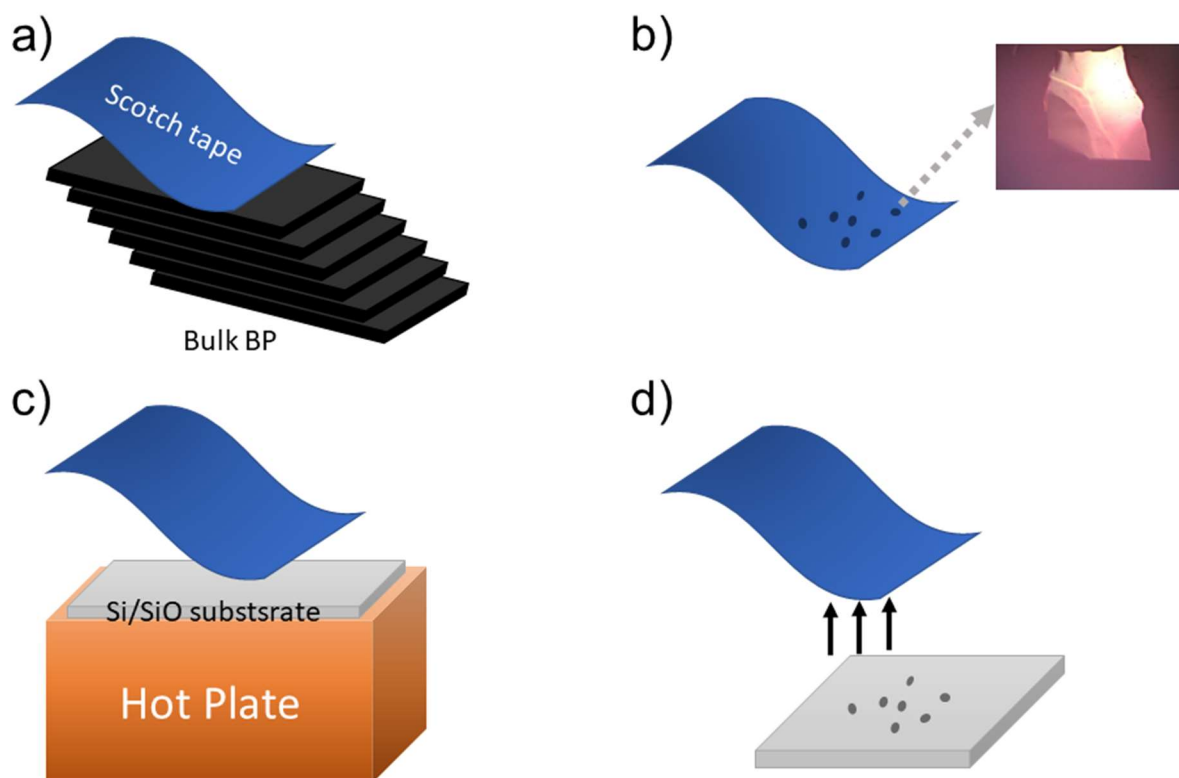 a)
Scotch tape
Bulk BP
b)
c)
Si/SiO substsrate
Hot Plate
d)